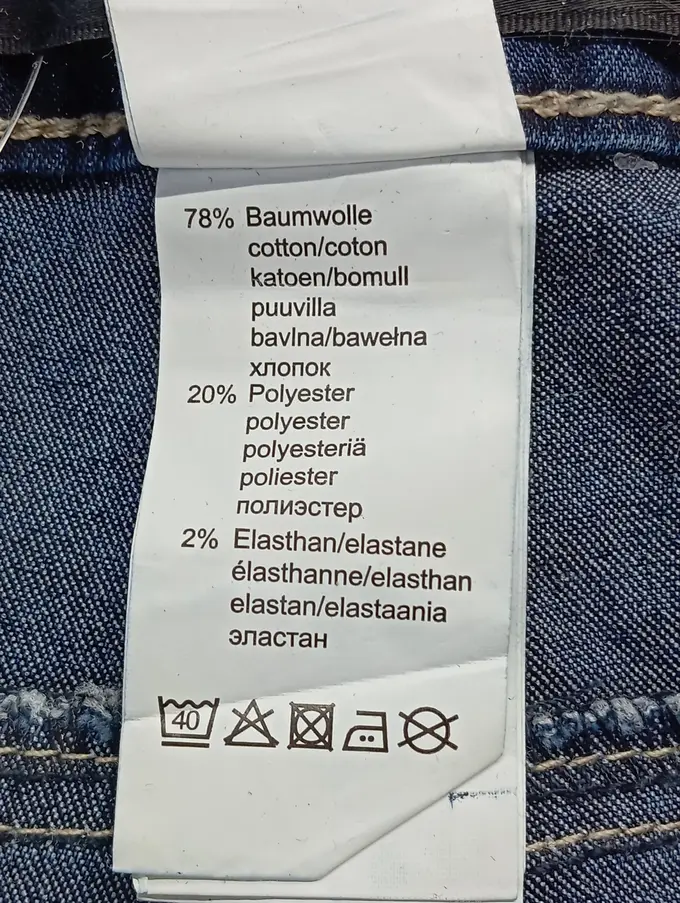 78% Baumwolle
cotton/coton
katoen/bomull
puuvilla
bavlna/bawełna
хлопок
20% Polyester
polyester
polyesteriä
poliester
полиэстер
2% Elasthan/elastane
élasthanne/elasthan
elastan/elastaania
эластан
40